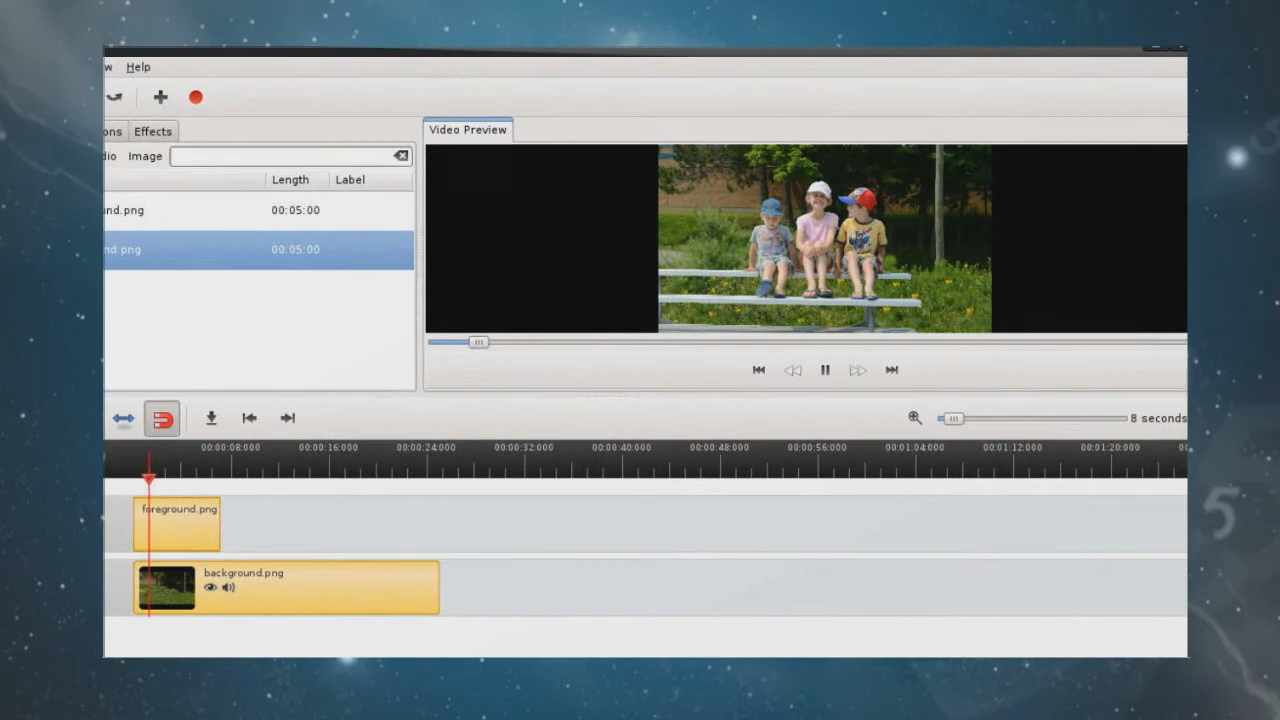 w Help
ons Effects
Video Preview
dio Image
Length Label
und.png 00:05:00
nd.png 00:05:00
8 seconds
00:00:08:000 00:00:16:000 00:00:24:000 00:00:32:000 00:00:40:000 00:00:48:000 00:00:56:000 00:01:04:000 00:01:12:000 00:01:20:000 00
foreground.png
background.png
5